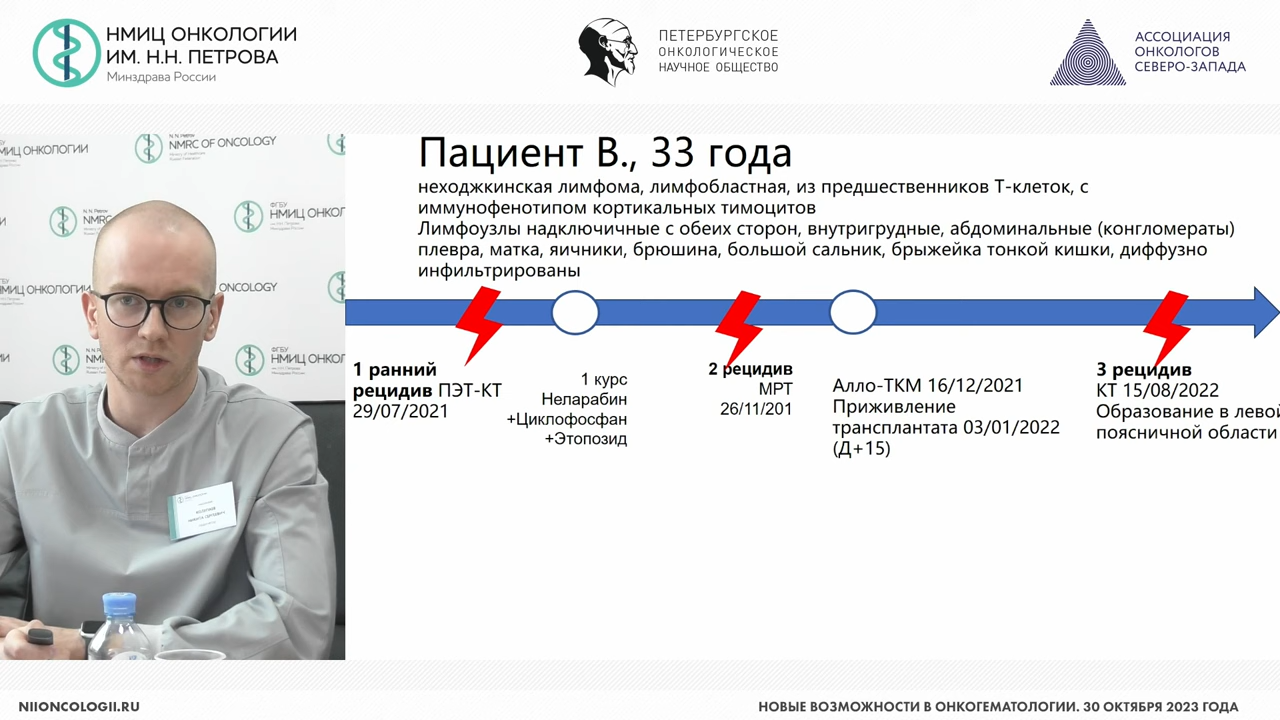 НМИЦ ОНКОЛОГИИ
ИМ. Н.Н. ПЕТРОВА
Минздрава России
ПЕТЕРБУРГСКОЕ
ОНКОЛОГИЧЕСКОЕ
НАУЧНОЕ ОБЩЕСТВО
АССОЦИАЦИЯ
ОНКОЛОГОВ
СЕВЕРО-ЗАПАДА
NMRC OF ONCOLOGY
НМИЦ ОНКОЛ
Пациент В., 33 года
неходжкинская лимфома, лимфобластная, из предшественников Т-клеток, с
иммунофенотипом кортикальных тимоцитов
Лимфоузлы надключичные с обеих сторон, внутригрудные, абдоминальные (конгломераты)
плевра, матка, яичники, брюшина, большой сальник, брыжейка тонкой кишки, диффузно
инфильтрированы
1 ранний
рецидив ПЭТ-КТ
29/07/2021
1 курс
Неларабин
+Циклофосфан
+Этопозид
2 рецидив
МРТ
26/11/201
Алло-ТКМ 16/12/2021
Приживление
трансплантата 03/01/2022
(Д+15)
3 рецидив
КТ 15/08/2022
Образование в левой
поясничной области
NIIONCOLOGII.RU
НОВЫЕ ВОЗМОЖНОСТИ В ОНКОГЕМАТОЛОГИИ. 30 ОКТЯБРЯ 2023 ГОДА